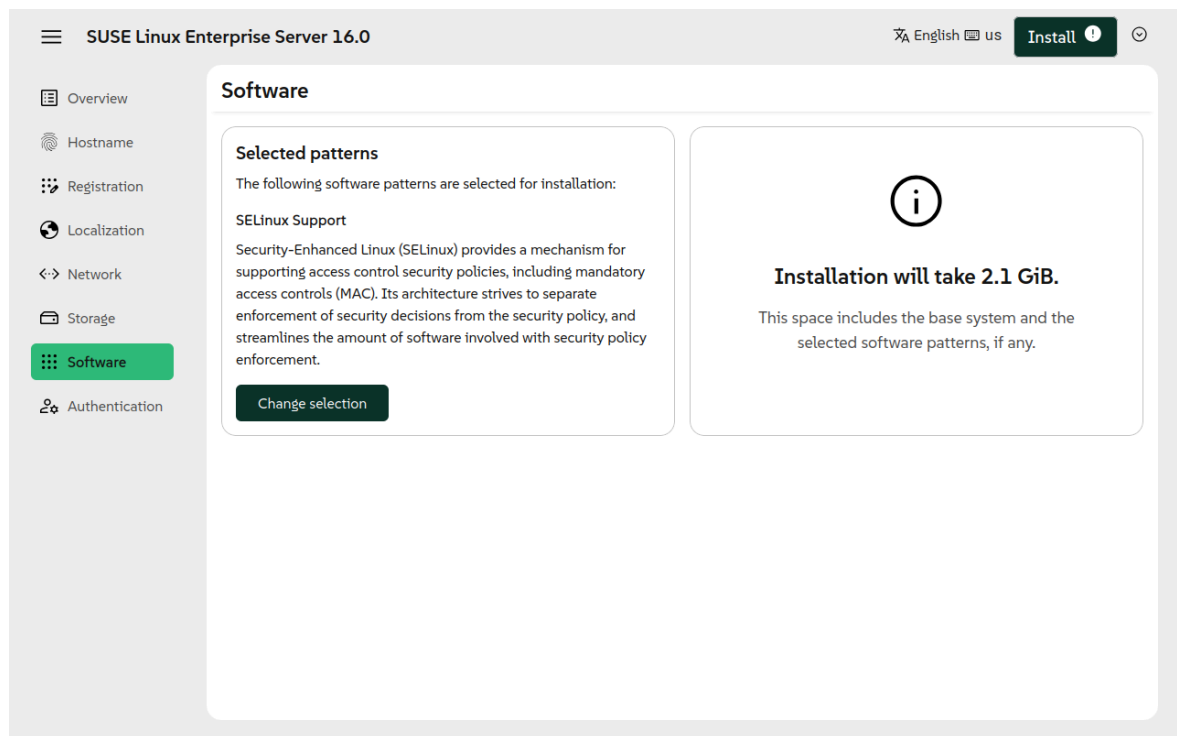 SUSE Linux Enterprise Server 16.0
English us
Install !
Overview
Hostname
Registration
Localization
Network
Storage
Software
Authentication
Software
Selected patterns
The following software patterns are selected for installation:
SELinux Support
Security-Enhanced Linux (SELinux) provides a mechanism for
supporting access control security policies, including mandatory
access controls (MAC). Its architecture strives to separate
enforcement of security decisions from the security policy, and
streamlines the amount of software involved with security policy
enforcement.
Change selection
Installation will take 2.1 GiB.
This space includes the base system and the
selected software patterns, if any.